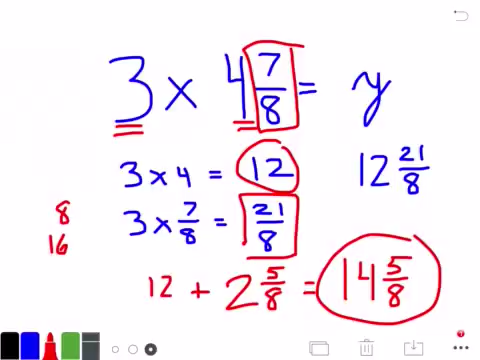 3 x 4 7/8 = y
3 x 4 = 12
12 21/8
3 x 7/8 = 21/8
8
16
12 + 2 5/8 = 14 5/8